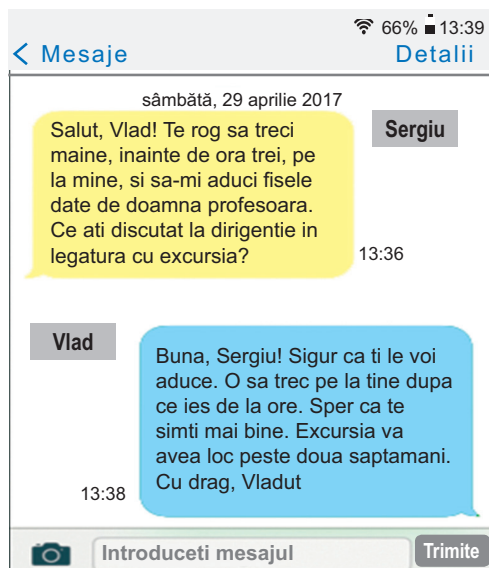 66% 13:39
< Mesaje Detalii
sâmbătă, 29 aprilie 2017
Sergiu
Salut, Vlad! Te rog sa treci
maine, inainte de ora trei, pe
la mine, si sa-mi aduci fisele
date de doamna profesoara.
Ce ati discutat la dirigentie in
legatura cu excursia?
13:36
Vlad
Buna, Sergiu! Sigur ca ti le voi
aduce. O sa trec pe la tine dupa
ce ies de la ore. Sper ca te
simti mai bine. Excursia va
avea loc peste doua saptamani.
Cu drag, Vladut
13:38
Introduceti mesajul Trimite